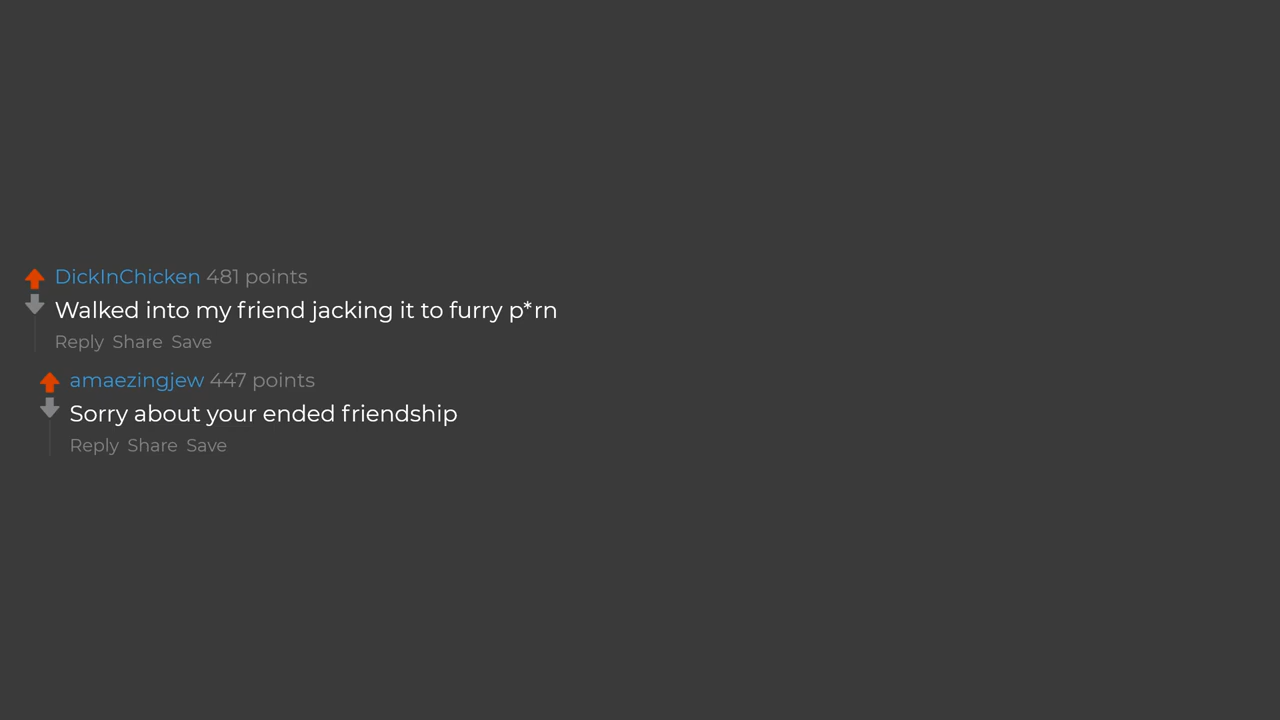 DickInChicken 481 points
Walked into my friend jacking it to furry p*rn
Reply Share Save
amaezingjew 447 points
Sorry about your ended friendship
Reply Share Save